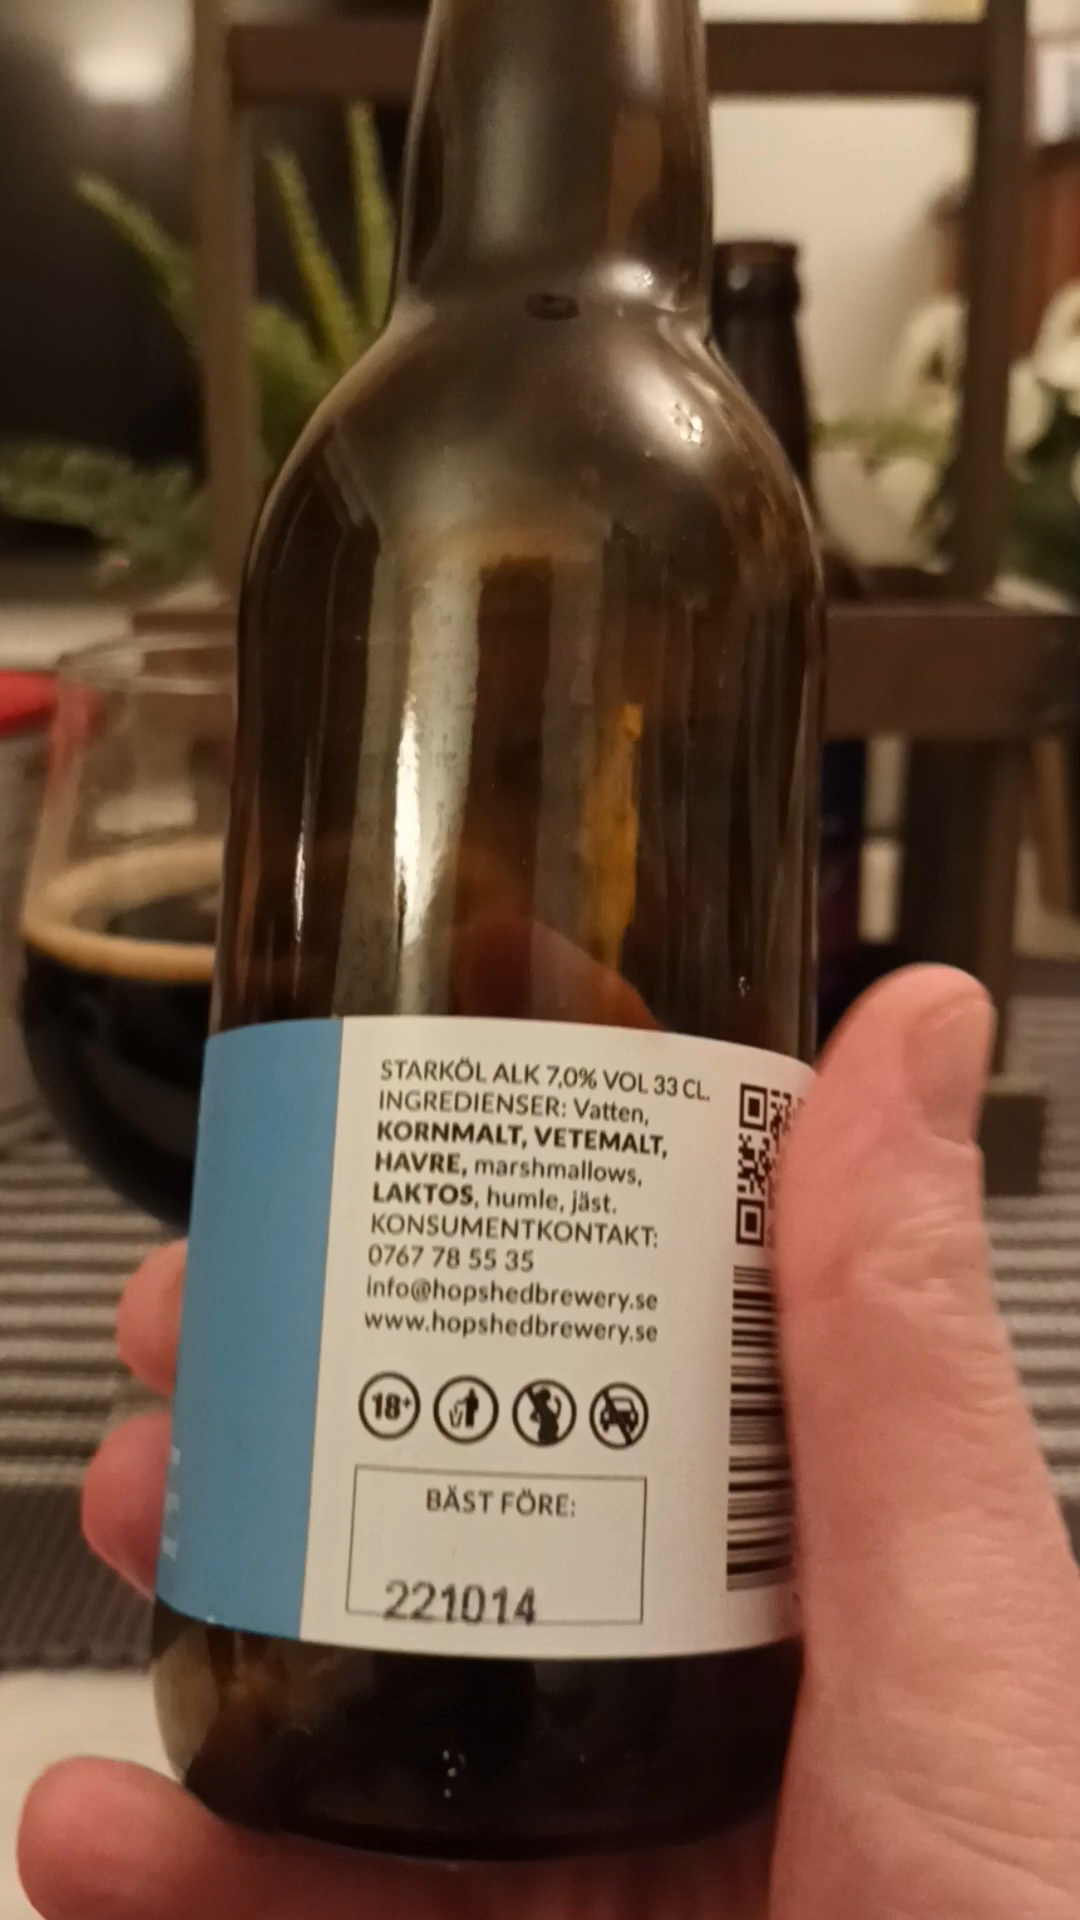 STARKÖL ALK 7,0% VOL 33 CL.
INGREDIENSER: Vatten,
KORNMALT, VETEMALT,
HAVRE, marshmallows,
LAKTOS, humle, jäst.
KONSUMENTKONTAKT:
0767 78 55 35
info@hopshedbrewery.se
www.hopshedbrewery.se
18+
BÄST FÖRE:
221014